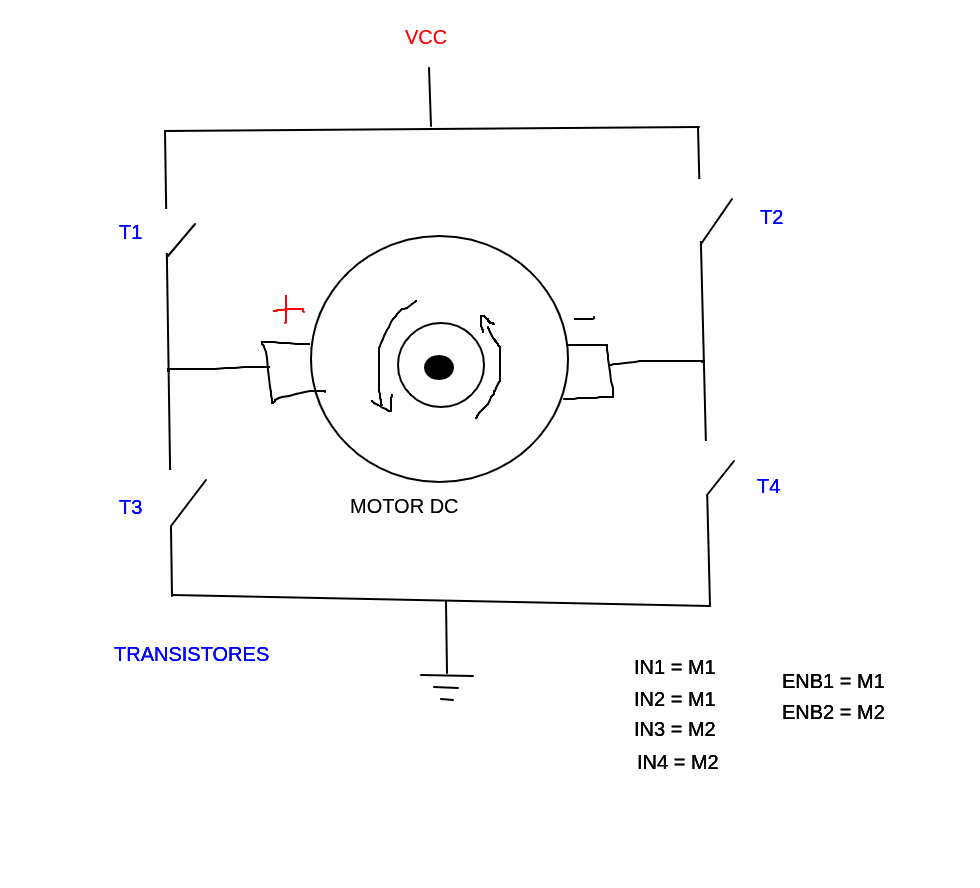 VCC
T1
T2
+
-
T3
T4
MOTOR DC
TRANSISTORES
IN1 = M1
IN2 = M1
IN3 = M2
IN4 = M2
ENB1 = M1
ENB2 = M2